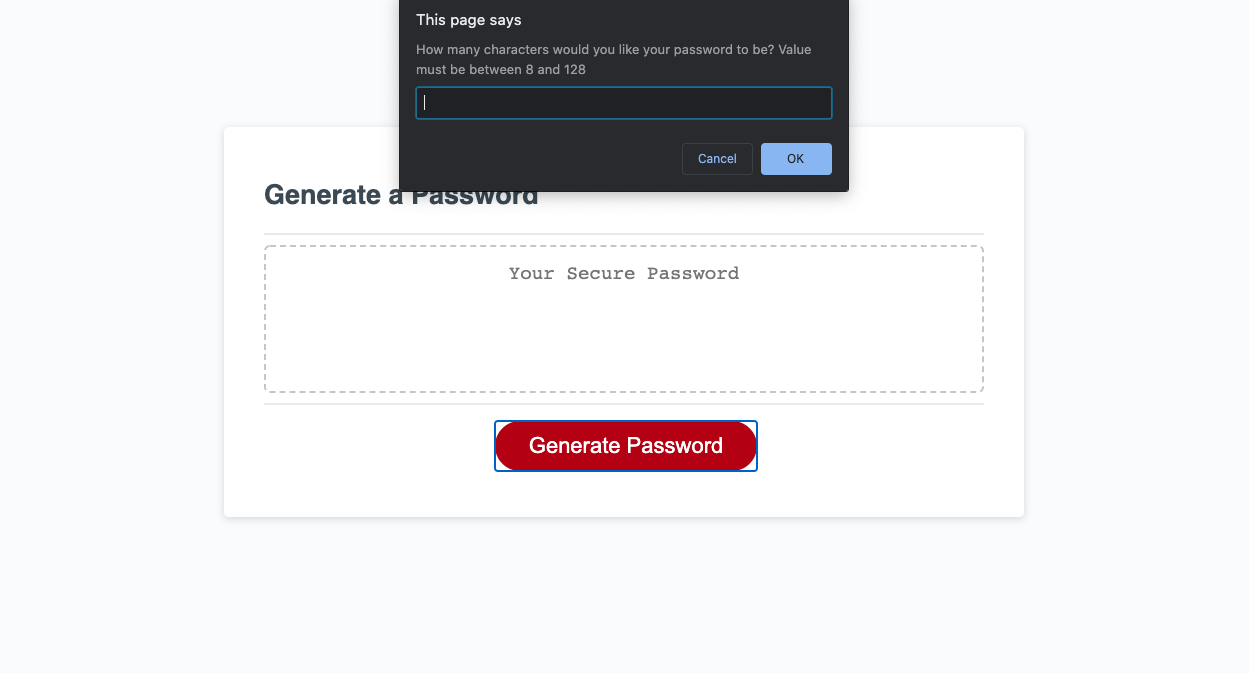 This page says
How many characters would you like your password to be? Value
must be between 8 and 128
Cancel
OK
Generate a Password
Your Secure Password
Generate Password